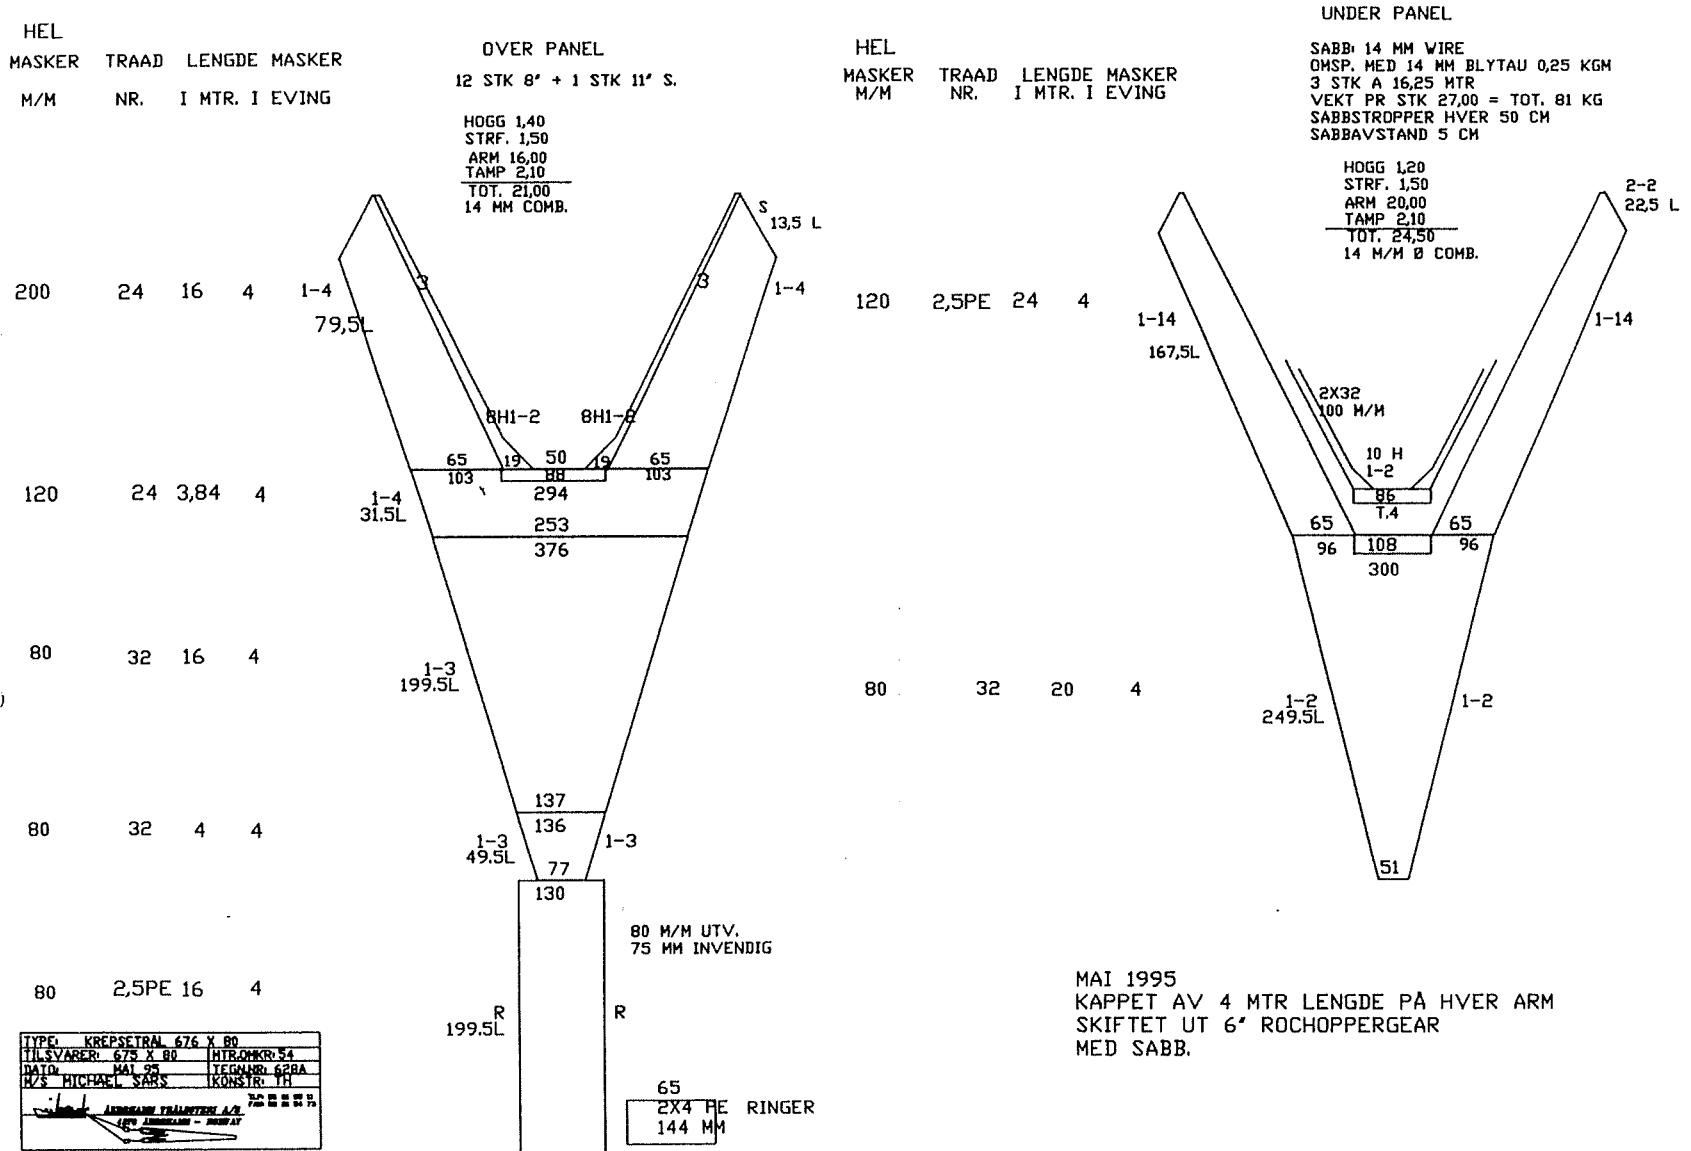 HEL
MASKER TRAAD LENGDE MASKER
M/M NR. I MTR. I EVING
OVER PANEL
12 STK 8" + 1 STK 11" S.
HOGG 1,40
STRF. 1,50
ARM 16,00
TAMP 2,10
TOT. 21,00
14 MM COMB.
S
13,5 L
200 24 16 4 1-4
79,5L
3
3
1-4
8H1-2 8H1-2
65 19 50 19 65
103 88 103
120 24 3,84 4
1-4
31.5L
294
253
376
80 32 16 4
1-3
199.5L
137
136
80 32 4 4
1-3
49.5L
1-3
77
130
80 M/M UTV.
75 MM INVENDIG
80 2,5PE 16 4
R
199.5L
R
65
2X4 PE RINGER
144 MM
TYPE: KREPSETRAL 676 X 80
TILSVARER: 675 X 80 MTR.OMKR: 54
DATO: MAI 95 TEGN.NR: 628A
M/S MICHAEL SARS KONSTR: TH
HEL
MASKER TRAAD LENGDE MASKER
M/M NR. I MTR. I EVING
UNDER PANEL
SABB: 14 MM WIRE
OMSP. MED 14 MM BLYTAU 0,25 KGM
3 STK A 16,25 MTR
VEKT PR STK 27,00 = TOT. 81 KG
SABBSTROPPER HVER 50 CM
SABBAVSTAND 5 CM
HOGG 1,20
STRF. 1,50
ARM 20,00
TAMP 2,10
TOT. 24,50
14 M/M Ø COMB.
2-2
22,5 L
120 2,5PE 24 4
1-14
167,5L
1-14
2X32
100 M/M
10 H
1-2
86
T.4
65 65
96 108 96
300
80 32 20 4
1-2
249.5L
1-2
51
MAI 1995
KAPPET AV 4 MTR LENGDE PÅ HVER ARM
SKIFTET UT 6" ROCHOPPERGEAR
MED SABB.